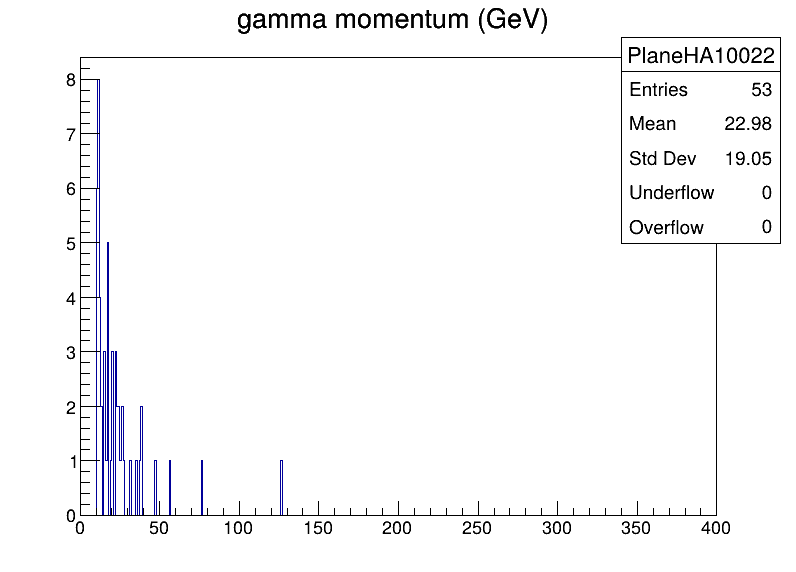 gamma momentum (GeV)
PlaneHA10022
Entries 53
Mean 22.98
Std Dev 19.05
Underflow 0
Overflow 0
8
7
6
5
4
3
2
1
0
0 50 100 150 200 250 300 350 400